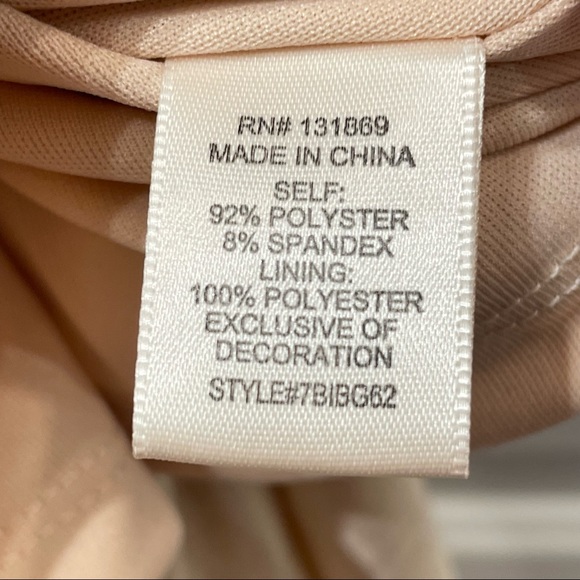 RN# 131869
MADE IN CHINA
SELF:
92% POLYSTER
8% SPANDEX
LINING:
100% POLYESTER
EXCLUSIVE OF
DECORATION
STYLE#7BIBG62